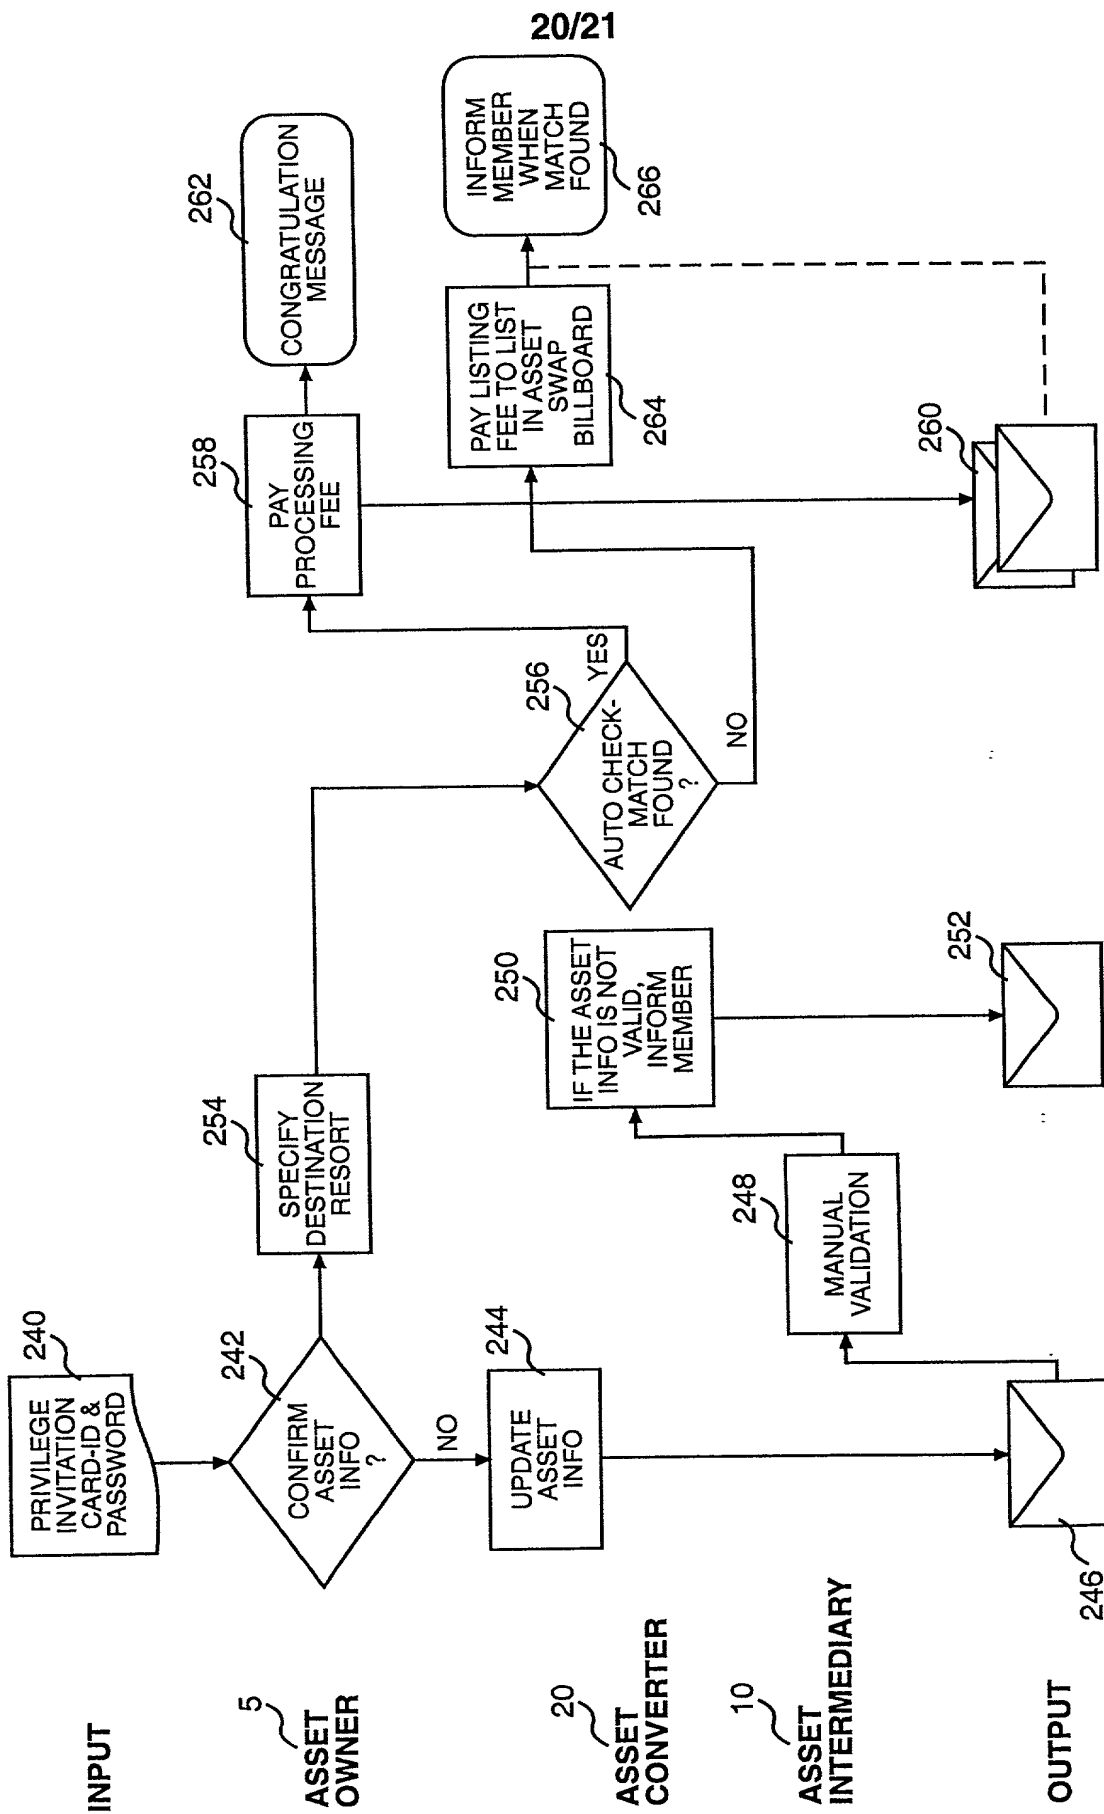 20/21
INPUT
5
ASSET
OWNER
20
ASSET
CONVERTER
10
ASSET
INTERMEDIARY
OUTPUT
240
PRIVILEGE
INVITATION
CARD-ID &
PASSWORD
242
CONFIRM
ASSET
INFO
?
NO
244
UPDATE
ASSET
INFO
246
248
MANUAL
VALIDATION
250
IF THE ASSET
INFO IS NOT
VALID,
INFORM
MEMBER
252
254
SPECIFY
DESTINATION
RESORT
256
AUTO CHECK-
MATCH
FOUND
?
YES
NO
258
PAY
PROCESSING
FEE
260
262
CONGRATULATION
MESSAGE
PAY LISTING
FEE TO LIST
IN ASSET
SWAP
BILLBOARD
264
INFORM
MEMBER
WHEN
MATCH
FOUND
266